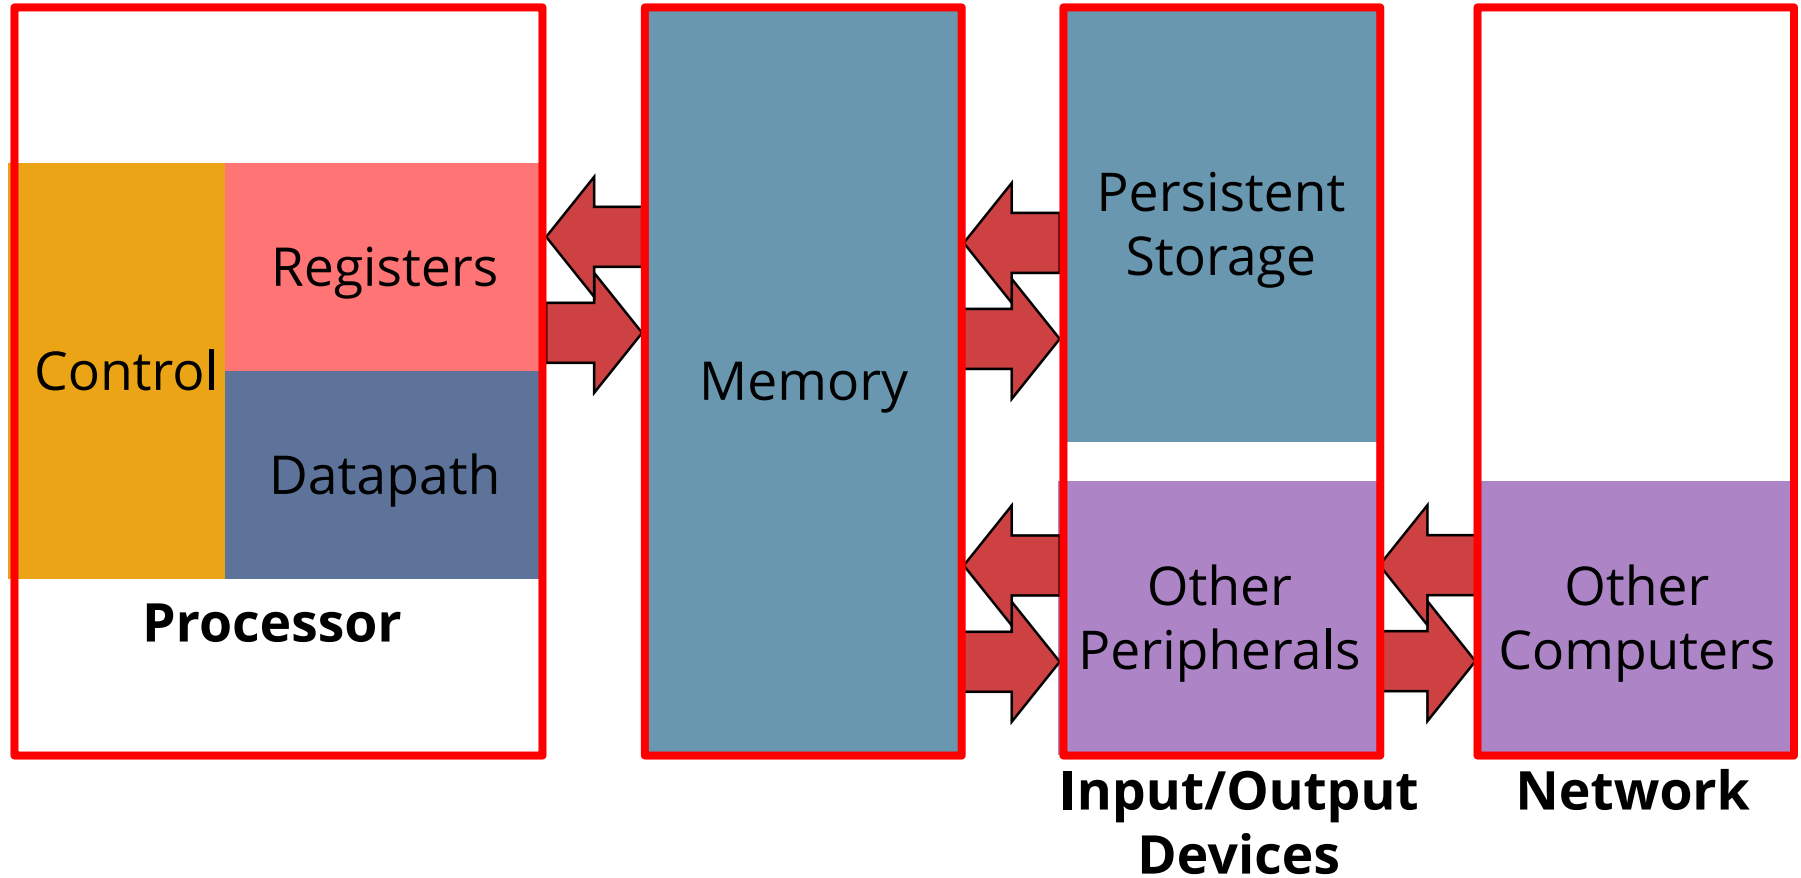 Control
Registers
Datapath
Processor
Memory
Persistent
Storage
Other
Peripherals
Input/Output
Devices
Other
Computers
Network